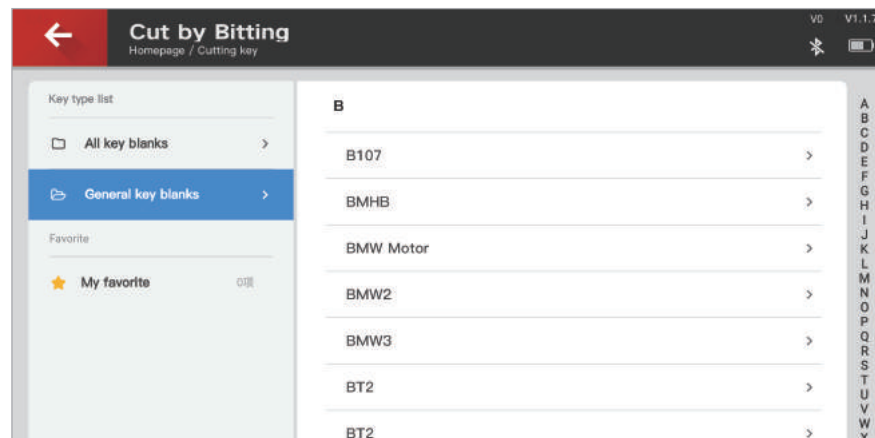 Cut by Bitting
Homepage / Cutting key
V0 V1.1.7
Key type list
All key blanks
General key blanks
Favorite
My favorite
B
B107
BMHB
BMW Motor
BMW2
BMW3
BT2
BT2
A
B
C
D
E
F
G
H
I
J
K
L
M
N
O
P
Q
R
S
T
U
V
W
X